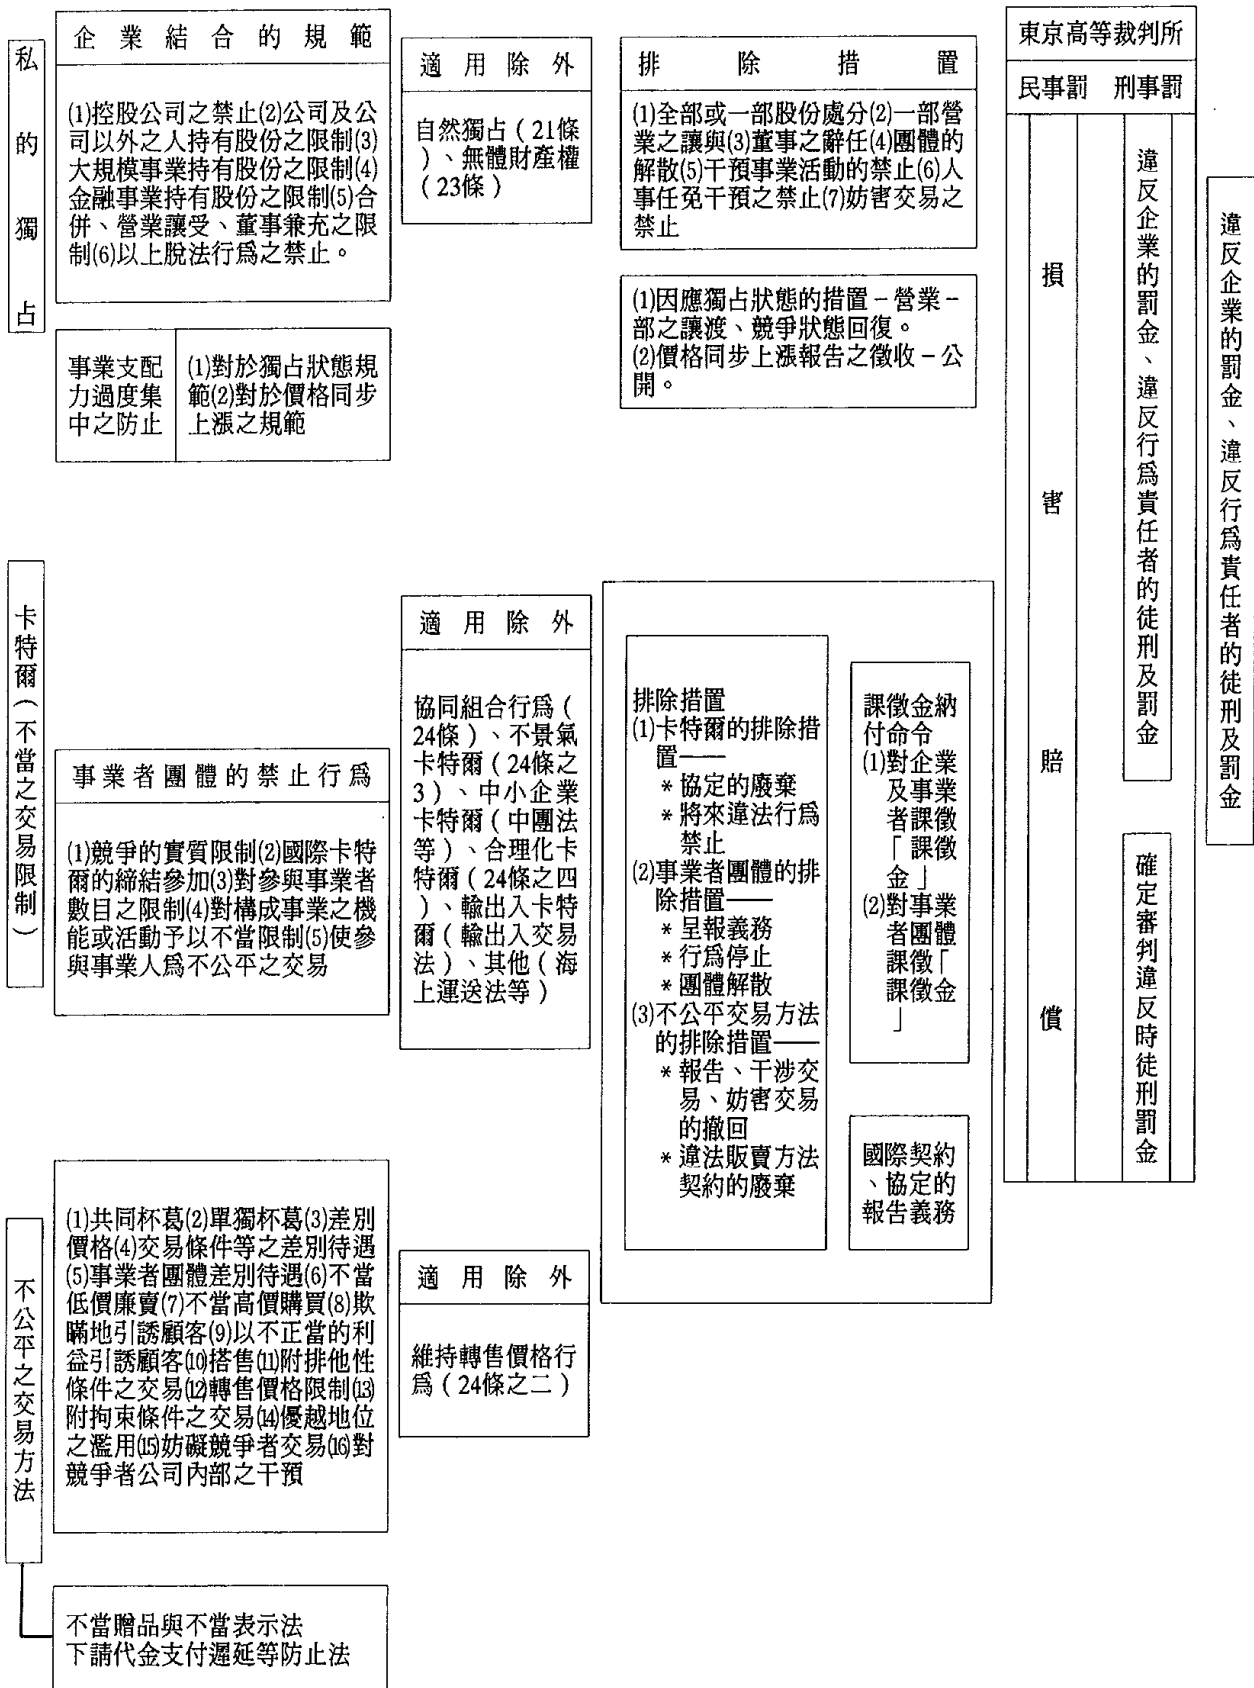 私的獨占
企業結合的規範
(1)控股公司之禁止(2)公司及公
司以外之人持有股份之限制(3)
大規模事業持有股份之限制(4)
金融事業持有股份之限制(5)合
併、營業讓受、董事兼充之限
制(6)以上脫法行爲之禁止。
適用除外
自然獨占（21條
）、無體財產權
（23條）
排除措置
(1)全部或一部股份處分(2)一部營
業之讓與(3)董事之辭任(4)團體的
解散(5)干預事業活動的禁止(6)人
事任免干預之禁止(7)妨害交易之
禁止
事業支配
力過度集
中之防止
(1)對於獨占狀態規
範(2)對於價格同步
上漲之規範
(1)因應獨占狀態的措置－營業－
部之讓渡、競爭狀態回復。
(2)價格同步上漲報告之徵收－公
開。
卡特爾（不當之交易限制）
事業者團體的禁止行爲
(1)競爭的實質限制(2)國際卡特
爾的締結參加(3)對參與事業者
數目之限制(4)對構成事業之機
能或活動予以不當限制(5)使參
與事業人爲不公平之交易
適用除外
協同組合行爲（
24條）、不景氣
卡特爾（24條之
3）、中小企業
卡特爾（中團法
等）、合理化卡
特爾（24條之四
）、輸出入卡特
爾（輸出入交易
法）、其他（海
上運送法等）
排除措置
(1)卡特爾的排除措
置──
＊協定的廢棄
＊將來違法行爲
禁止
(2)事業者團體的排
除措置──
＊呈報義務
＊行爲停止
＊團體解散
(3)不公平交易方法
的排除措置──
＊報告、干涉交
易、妨害交易
的撤回
＊違法販賣方法
契約的廢棄
課徵金納
付命令
(1)對企業
及事業
者課徵
「課徵
金」
(2)對事業
者團體
課徵「
課徵金
」
國際契約
、協定的
報告義務
不公平之交易方法
(1)共同杯葛(2)單獨杯葛(3)差別
價格(4)交易條件等之差別待遇
(5)事業者團體差別待遇(6)不當
低價廉賣(7)不當高價購買(8)欺
瞞地引誘顧客(9)以不正當的利
益引誘顧客(10)搭售(11)附排他性
條件之交易(12)轉售價格限制(13)
附拘束條件之交易(14)優越地位
之濫用(15)妨礙競爭者交易(16)對
競爭者公司內部之干預
適用除外
維持轉售價格行
爲（24條之二）
不當贈品與不當表示法
下請代金支付遲延等防止法
東京高等裁判所
民事罰 刑事罰
損害賠償
違反企業的罰金、違反行爲責任者的徒刑及罰金
確定審判違反時徒刑罰金
違反企業的罰金、違反行爲責任者的徒刑及罰金